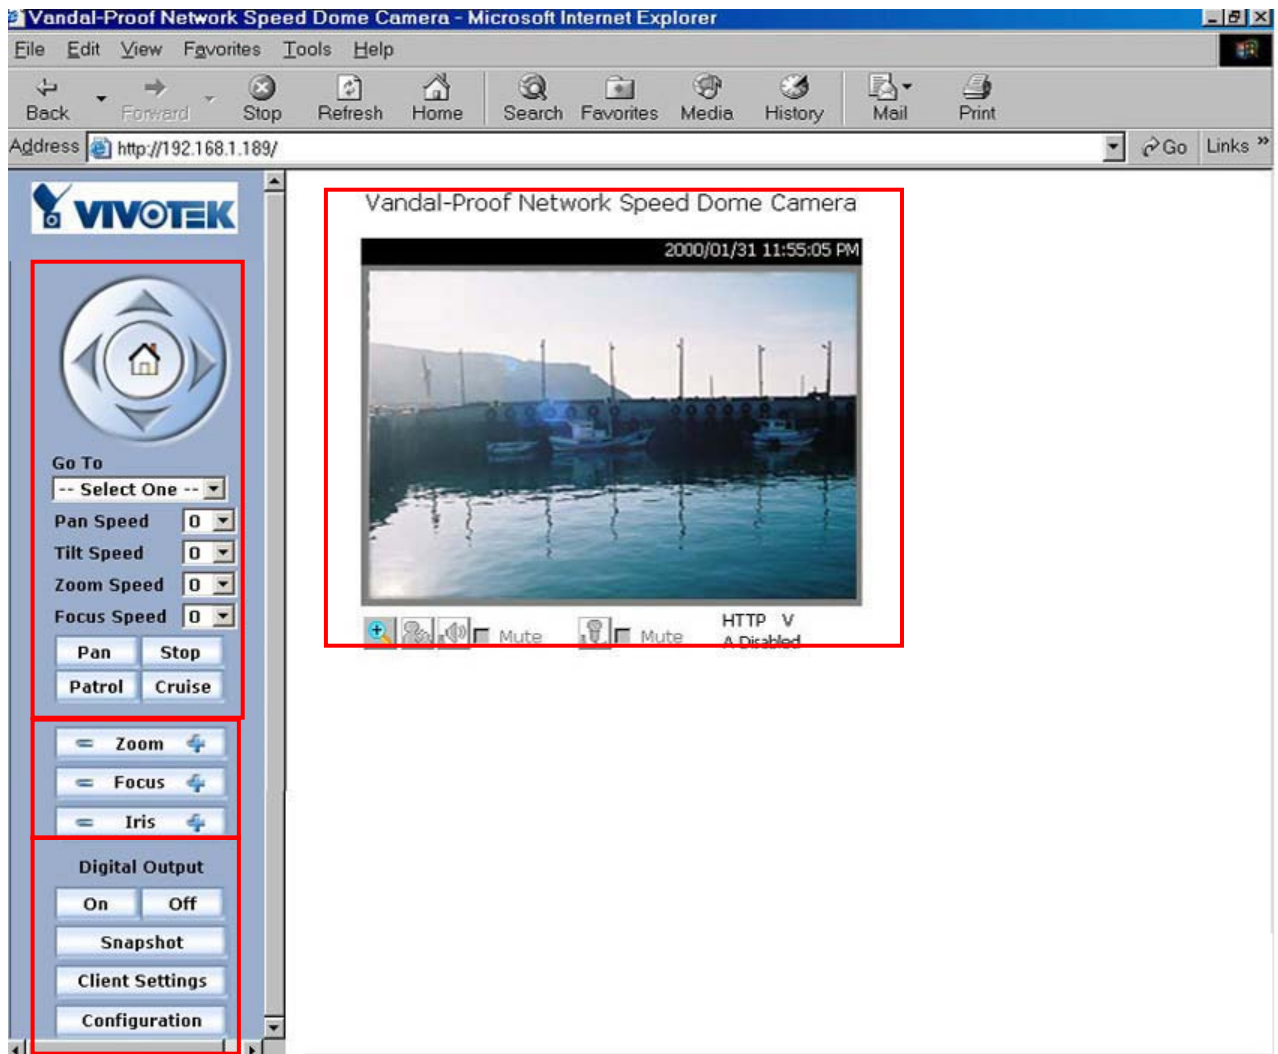 Vandal-Proof Network Speed Dome Camera - Microsoft Internet Explorer
File Edit View Favorites Tools Help
Back Forward Stop Refresh Home Search Favorites Media History Mail Print
Address http://192.168.1.189/ Go Links »
VIVOTEK
Go To
-- Select One --
Pan Speed 0
Tilt Speed 0
Zoom Speed 0
Focus Speed 0
Pan Stop
Patrol Cruise
Zoom
Focus
Iris
Digital Output
On Off
Snapshot
Client Settings
Configuration
Vandal-Proof Network Speed Dome Camera
2000/01/31 11:55:05 PM
Mute Mute HTTP V
A Disabled